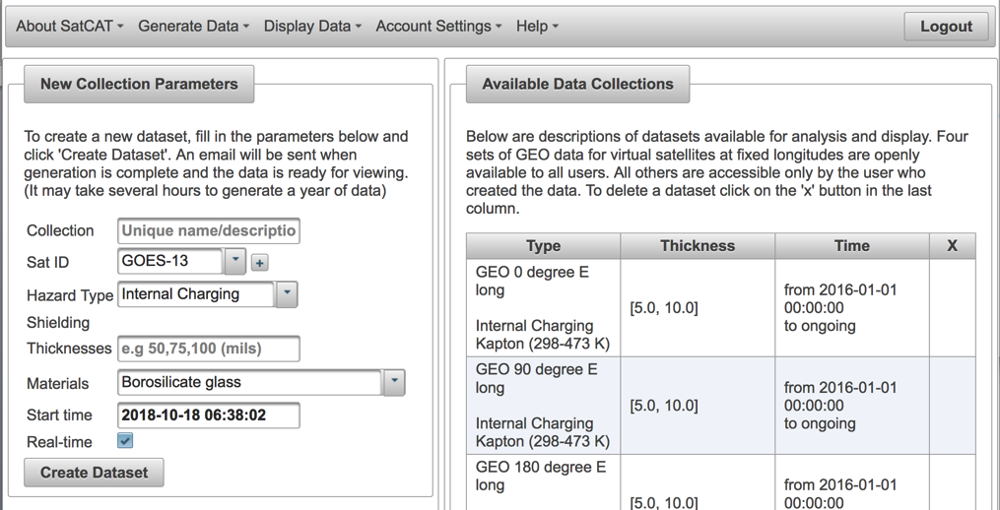 About SatCAT Generate Data Display Data Account Settings Help Logout
New Collection Parameters
To create a new dataset, fill in the parameters below and
click 'Create Dataset'. An email will be sent when
generation is complete and the data is ready for viewing.
(It may take several hours to generate a year of data)
Collection Unique name/descriptio
Sat ID GOES-13 +
Hazard Type Internal Charging
Shielding
Thicknesses e.g 50,75,100 (mils)
Materials Borosilicate glass
Start time 2018-10-18 06:38:02
Real-time
Create Dataset
Available Data Collections
Below are descriptions of datasets available for analysis and display. Four
sets of GEO data for virtual satellites at fixed longitudes are openly
available to all users. All others are accessible only by the user who
created the data. To delete a dataset click on the 'x' button in the last
column.
Type Thickness Time X
GEO 0 degree E
long
Internal Charging
Kapton (298-473 K)
[5.0, 10.0]
from 2016-01-01
00:00:00
to ongoing
GEO 90 degree E
long
Internal Charging
Kapton (298-473 K)
[5.0, 10.0]
from 2016-01-01
00:00:00
to ongoing
GEO 180 degree E
long
[5.0, 10.0]
from 2016-01-01
00:00:00